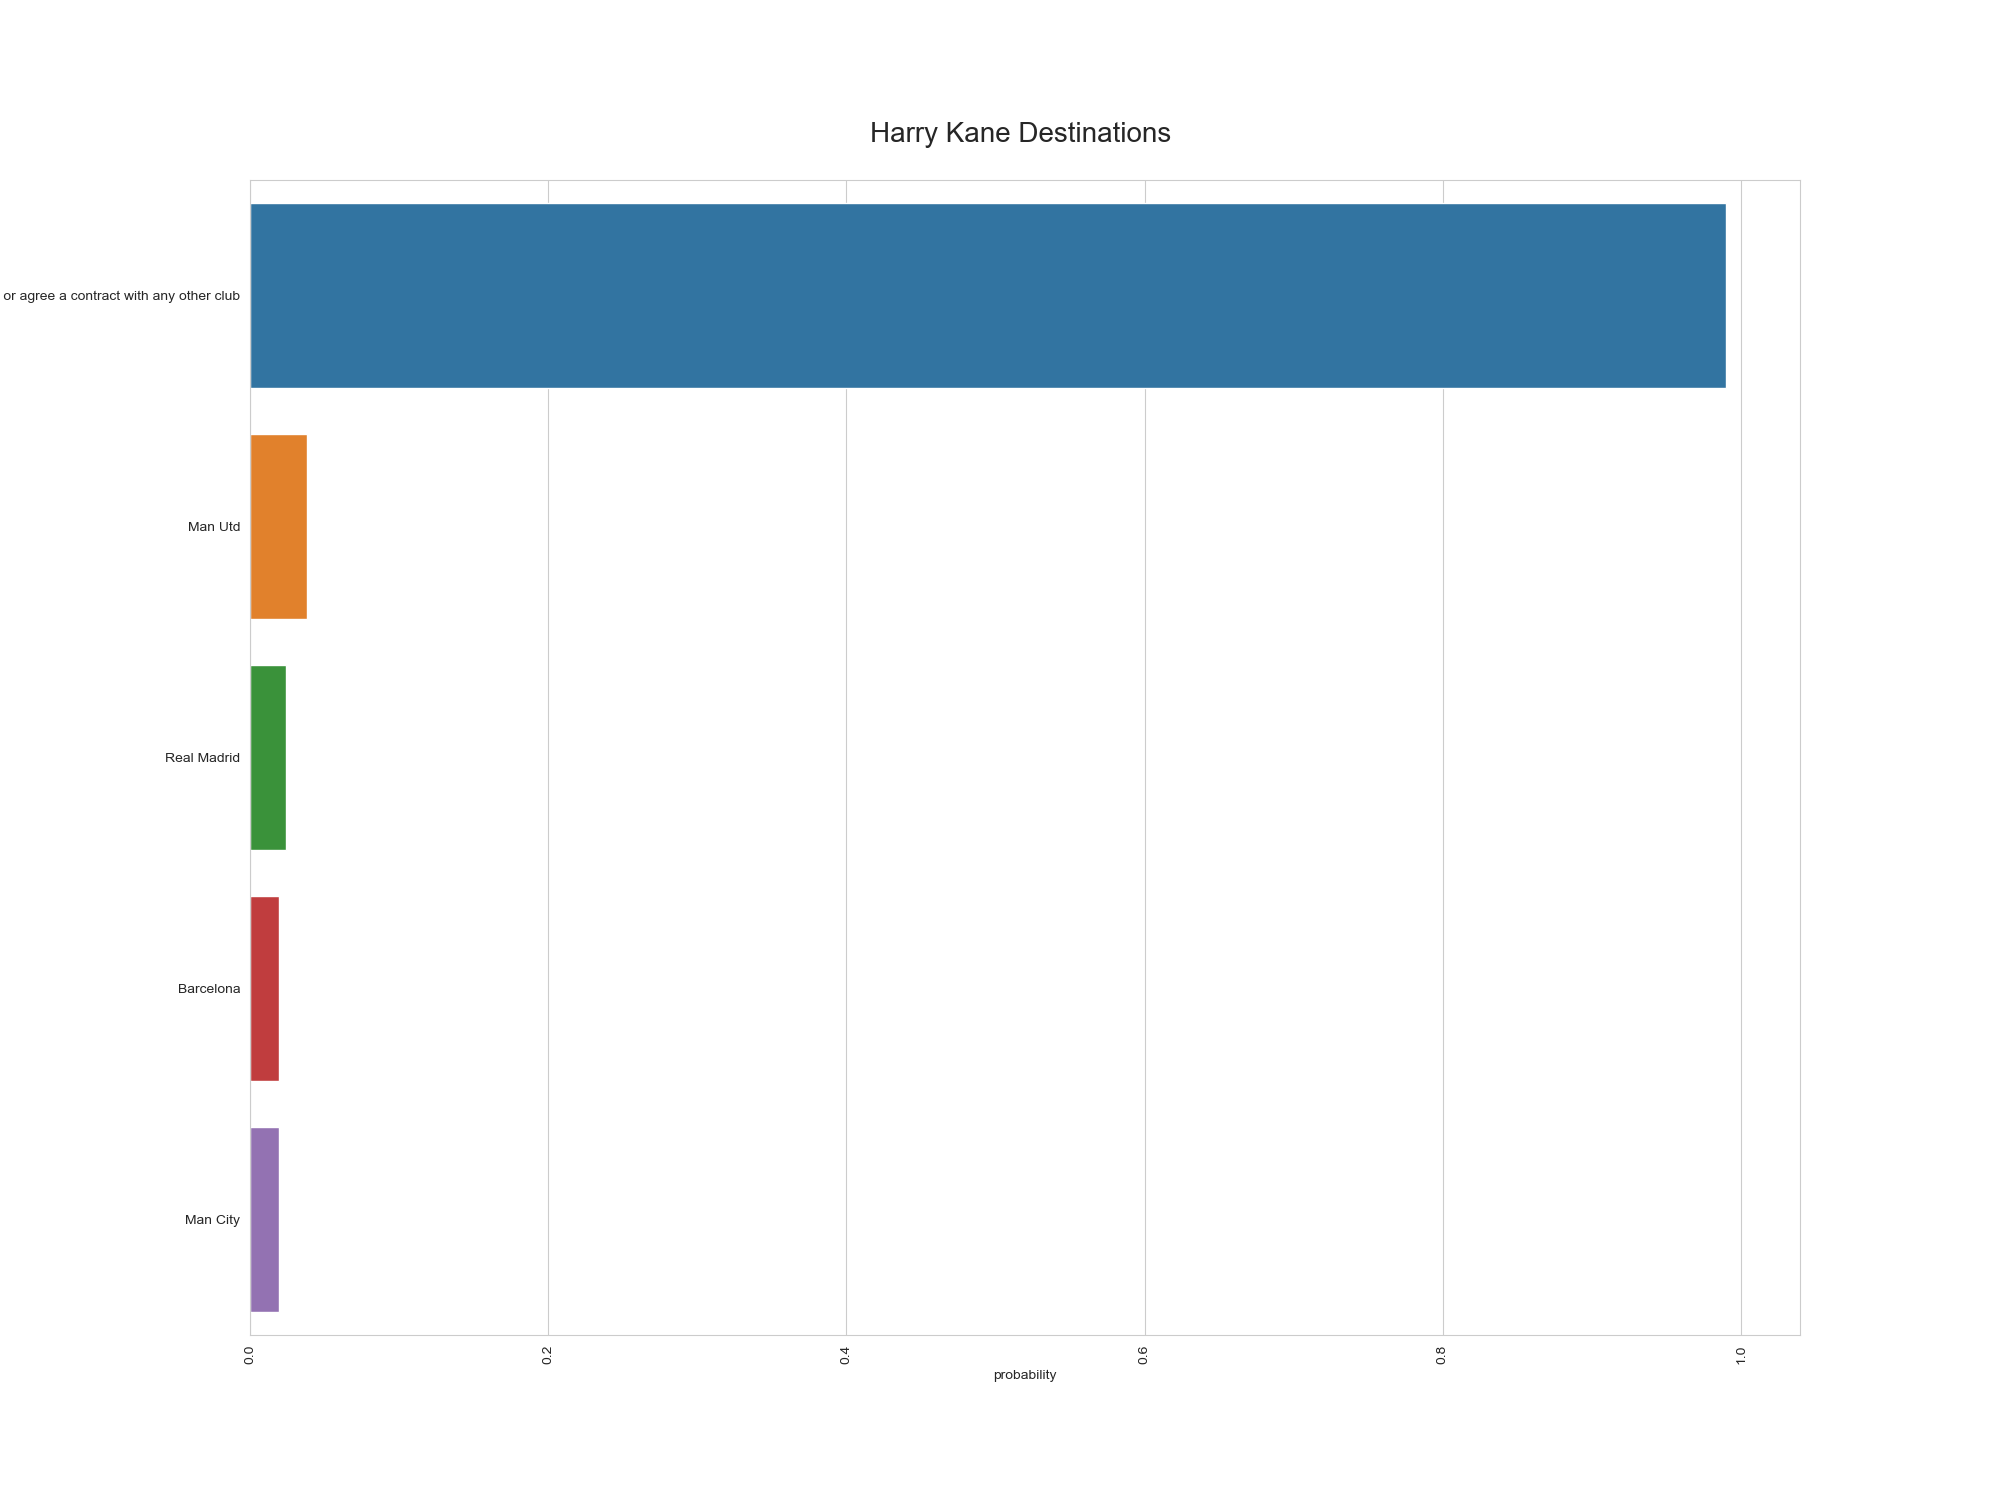 Harry Kane Destinations
or agree a contract with any other club
Man Utd
Real Madrid
Barcelona
Man City
0.0
0.2
0.4
0.6
0.8
1.0
probability